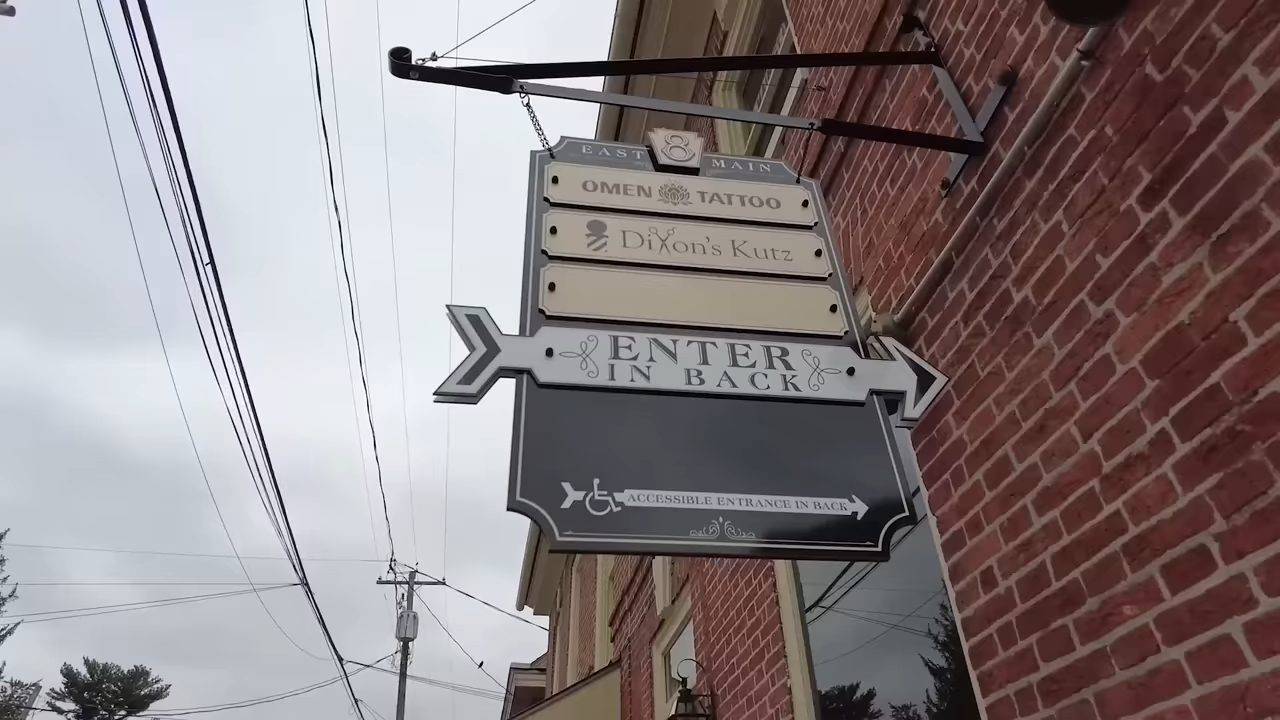 EAST 8 MAIN
OMEN TATTOO
Dixon's Kutz
ENTER
IN BACK
ACCESSIBLE ENTRANCE IN BACK